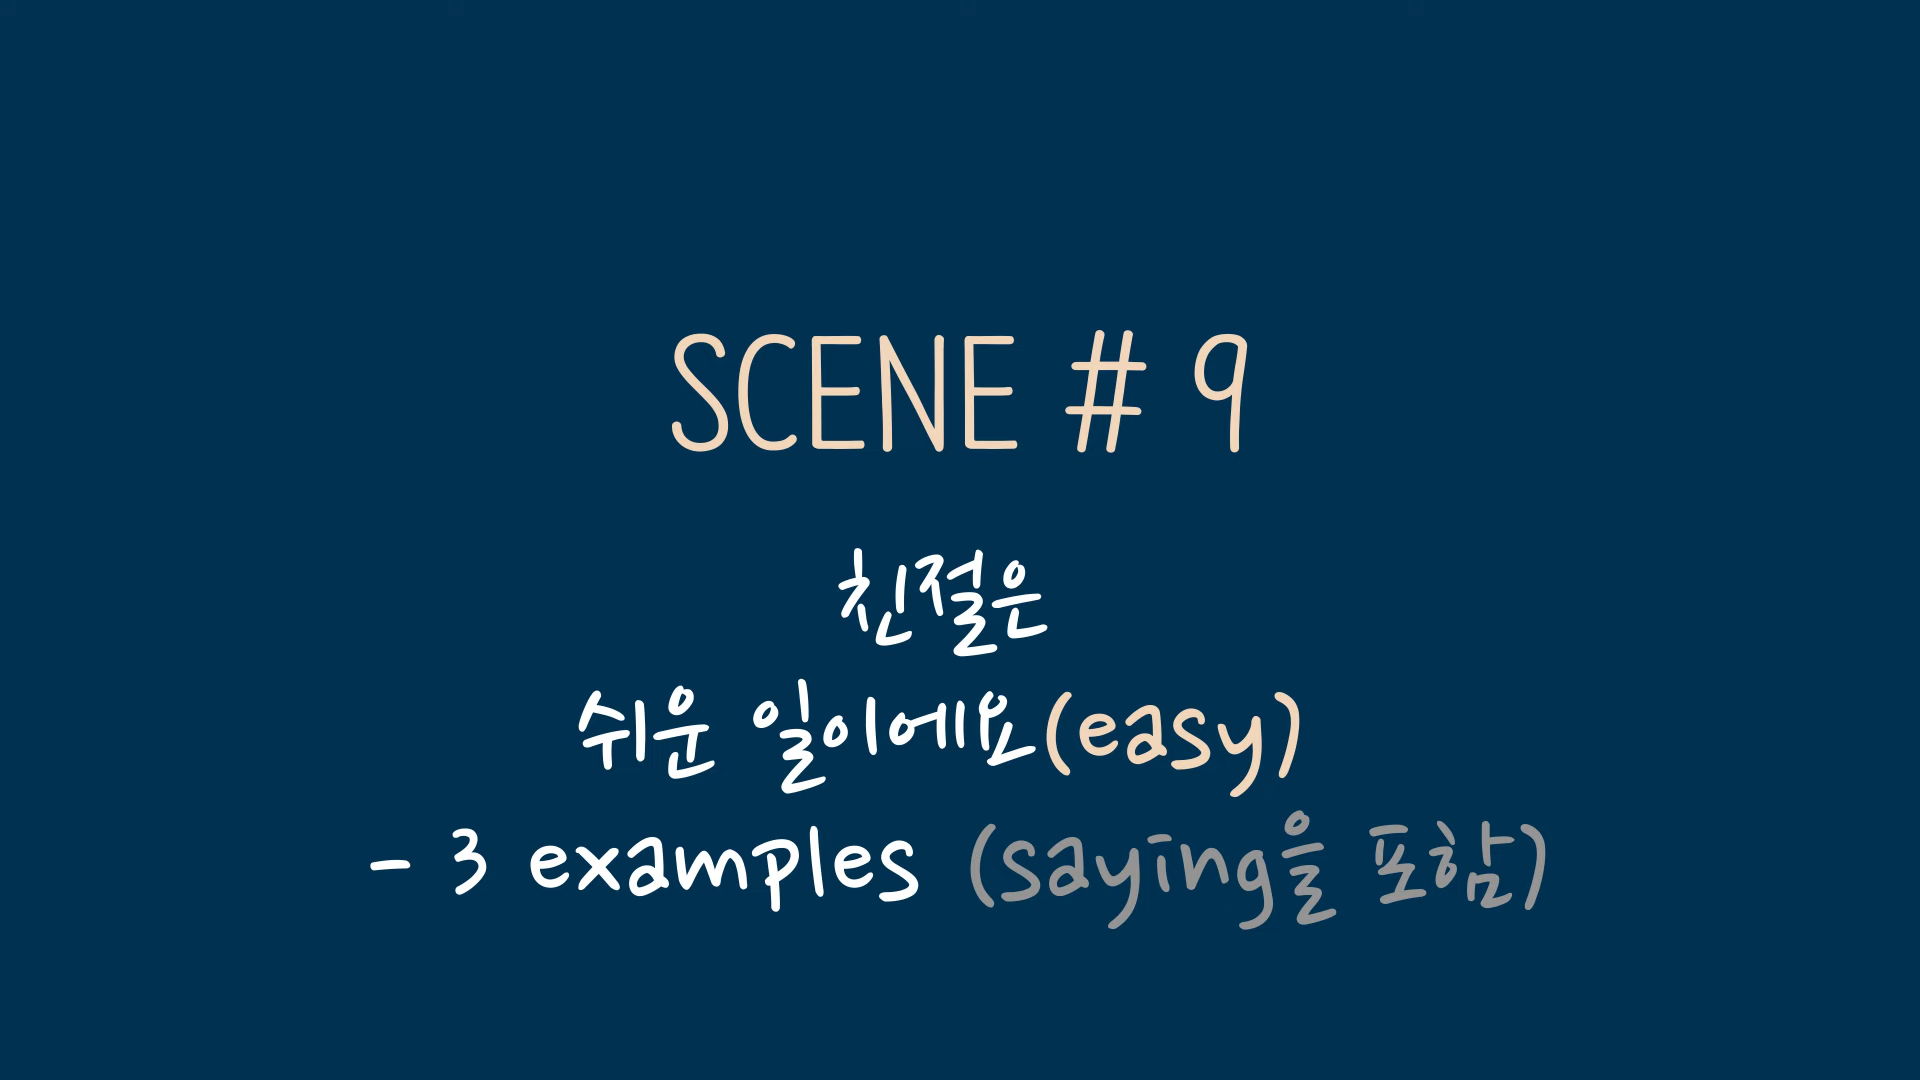 SCENE # 9
친절은
쉬운 일이에요(easy)
- 3 examples (saying을 포함)